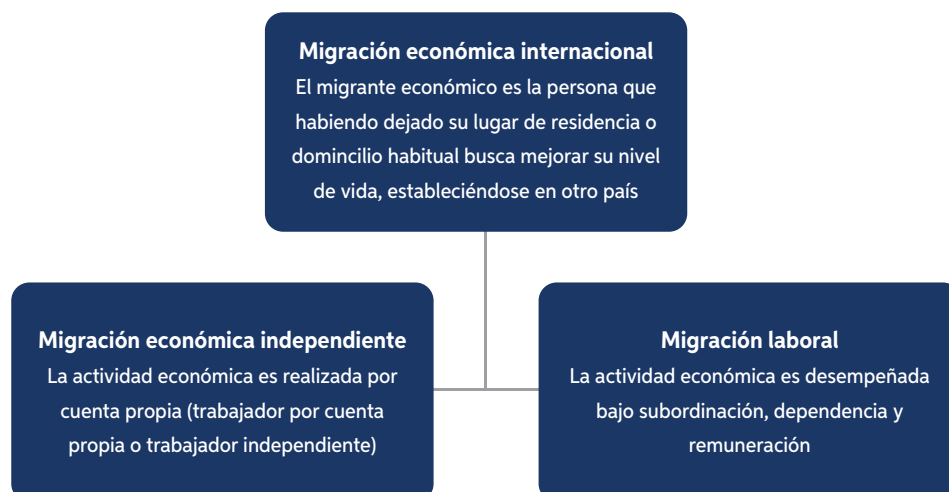 Migración económica internacional
El migrante económico es la persona que
habiendo dejado su lugar de residencia o
domincilio habitual busca mejorar su nivel
de vida, estableciéndose en otro país
Migración económica independiente
La actividad económica es realizada por
cuenta propia (trabajador por cuenta
propia o trabajador independiente)
Migración laboral
La actividad económica es desempeñada
bajo subordinación, dependencia y
remuneración